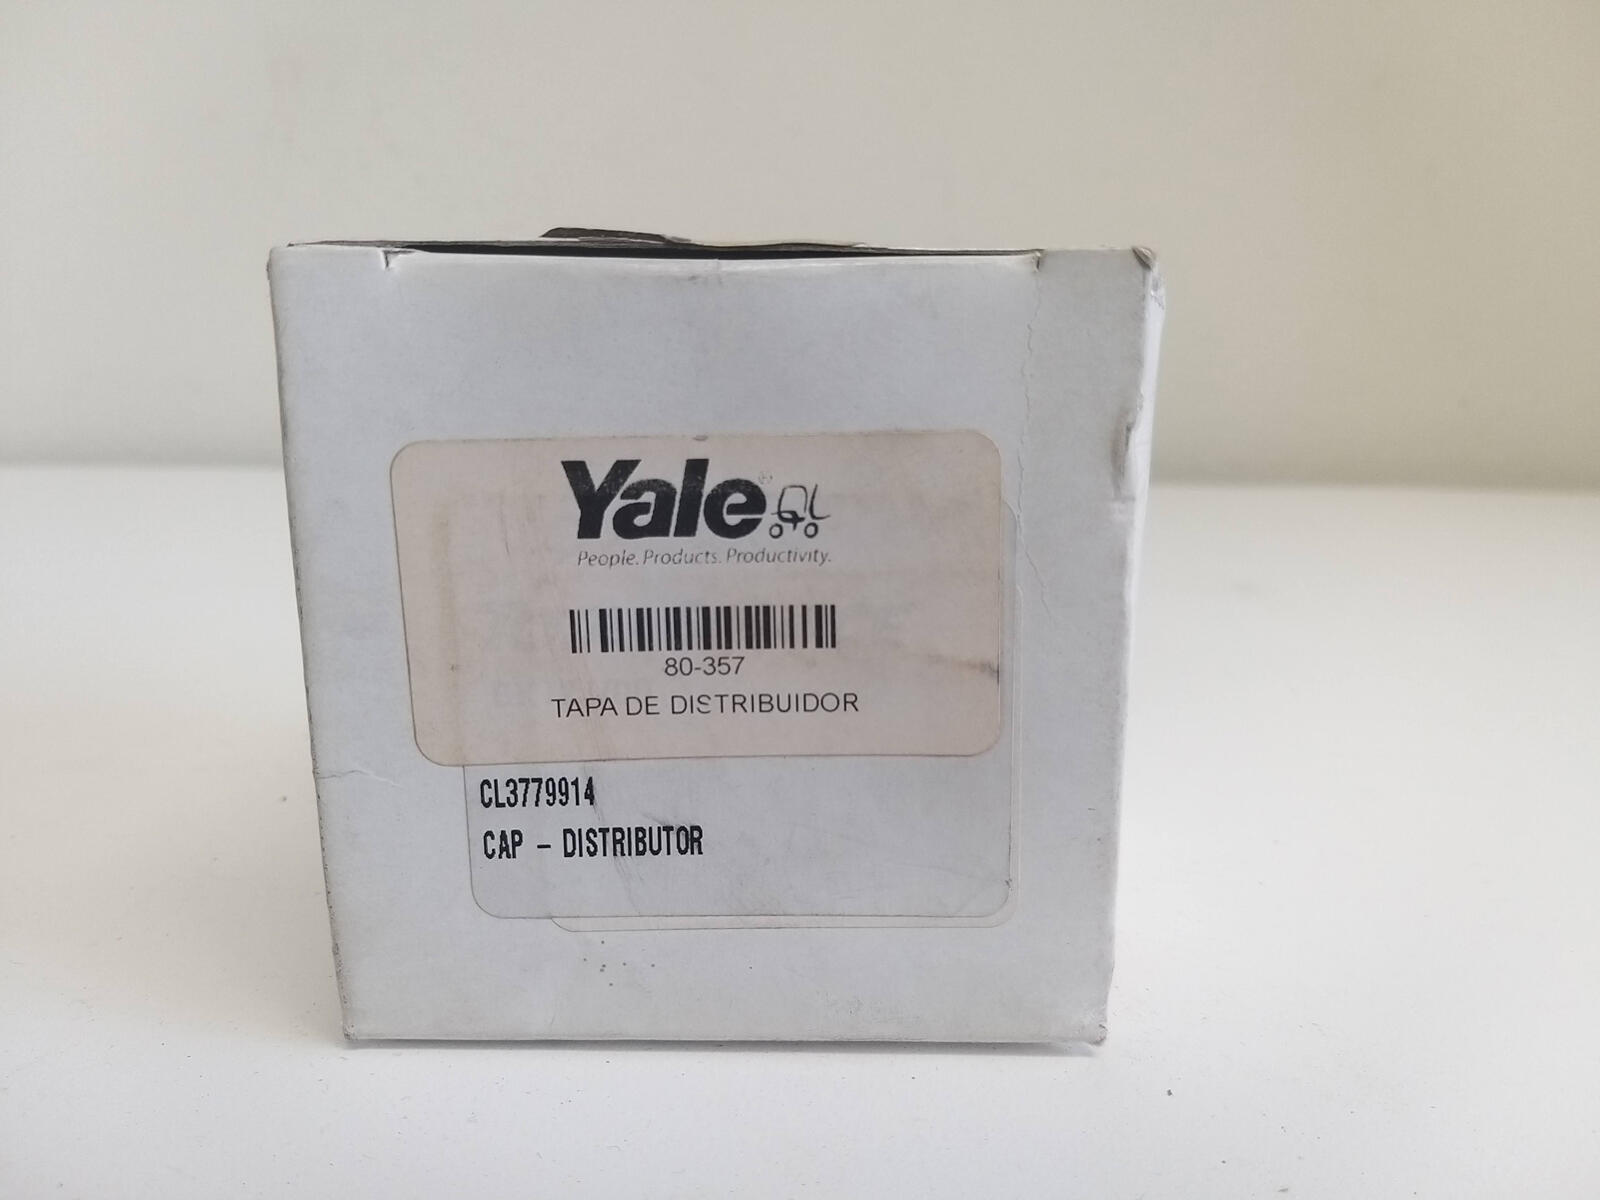 Yale®
People. Products. Productivity.
80-357
TAPA DE DISTRIBUIDOR
CL3779914
CAP - DISTRIBUTOR